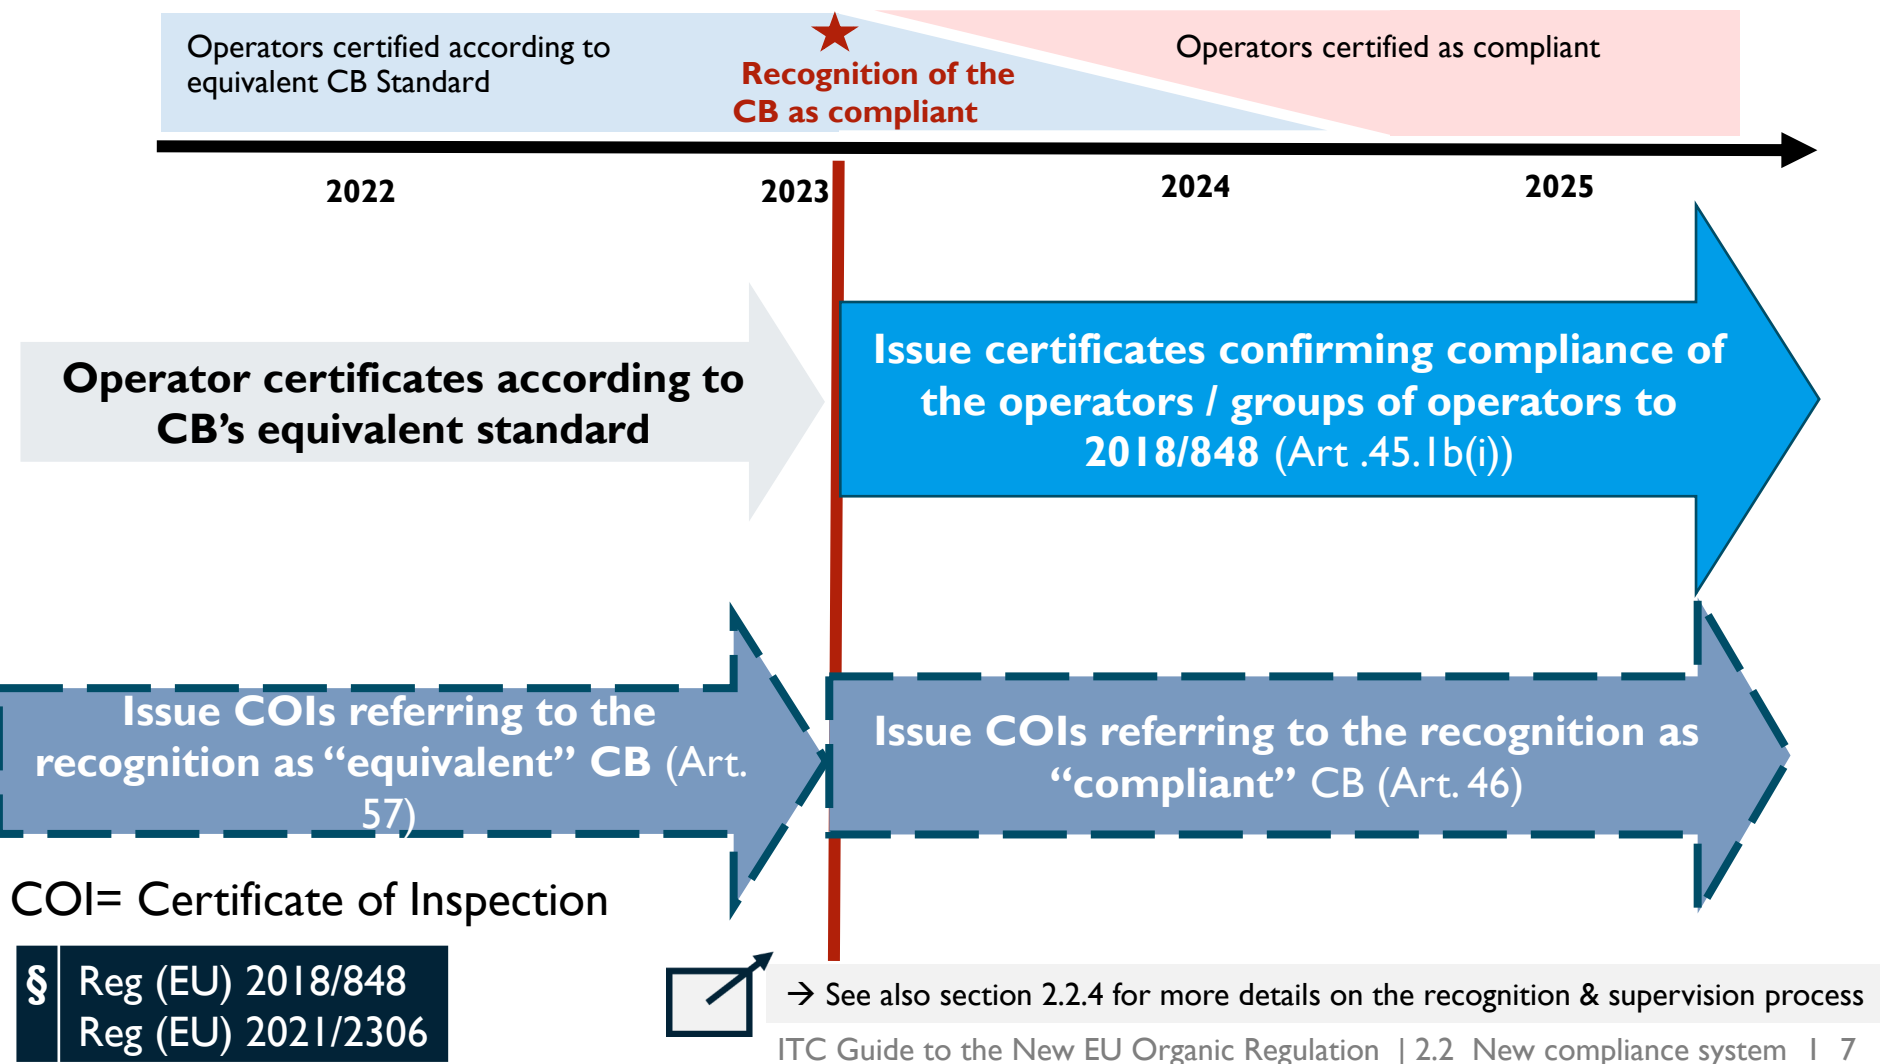 Operators certified according to
equivalent CB Standard
Recognition of the
CB as compliant
Operators certified as compliant
2022
2023
2024
2025
Operator certificates according to
CB’s equivalent standard
Issue certificates confirming compliance of
the operators / groups of operators to
2018/848 (Art .45.1b(i))
Issue COIs referring to the
recognition as “equivalent” CB (Art.
57)
Issue COIs referring to the recognition as
“compliant” CB (Art. 46)
COI= Certificate of Inspection
§
Reg (EU) 2018/848
Reg (EU) 2021/2306
→ See also section 2.2.4 for more details on the recognition & supervision process
ITC Guide to the New EU Organic Regulation | 2.2 New compliance system | 7